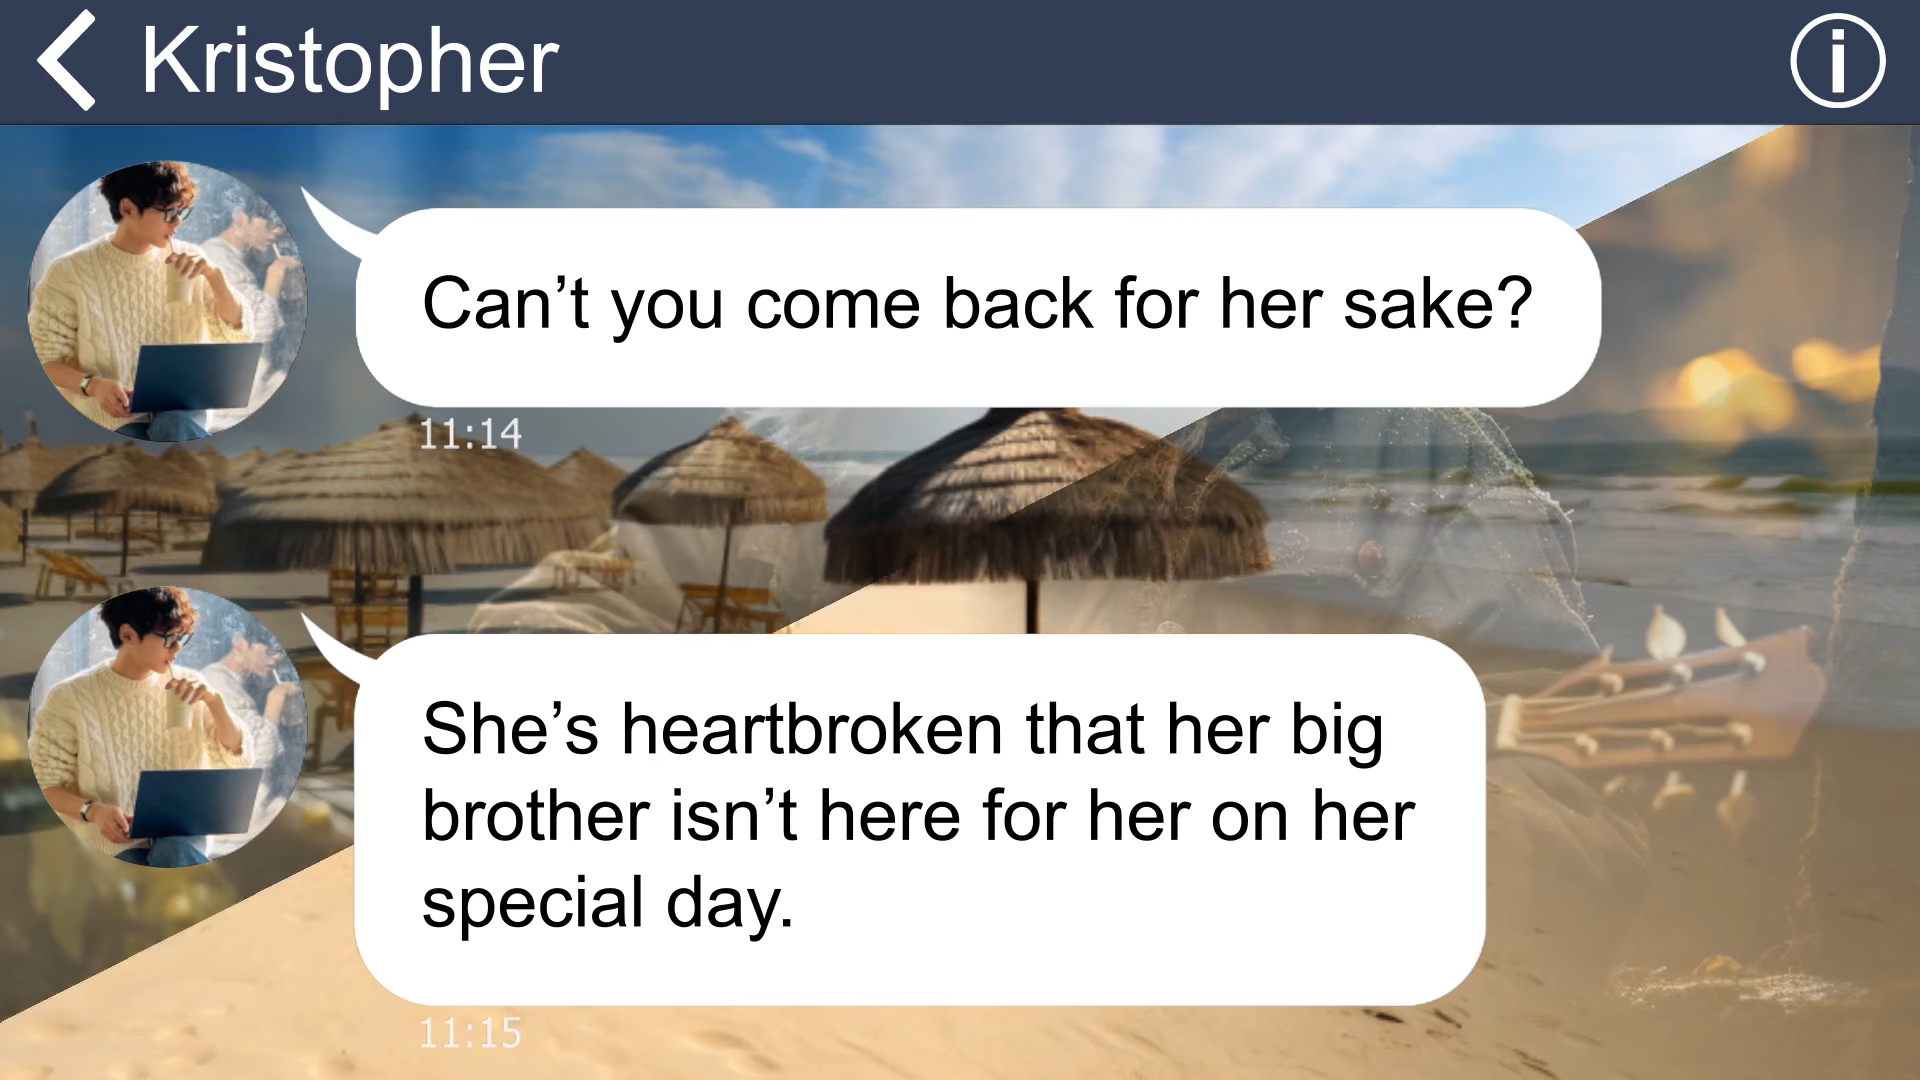 Kristopher
Can’t you come back for her sake?
11:14
She’s heartbroken that her big
brother isn’t here for her on her
special day.
11:15